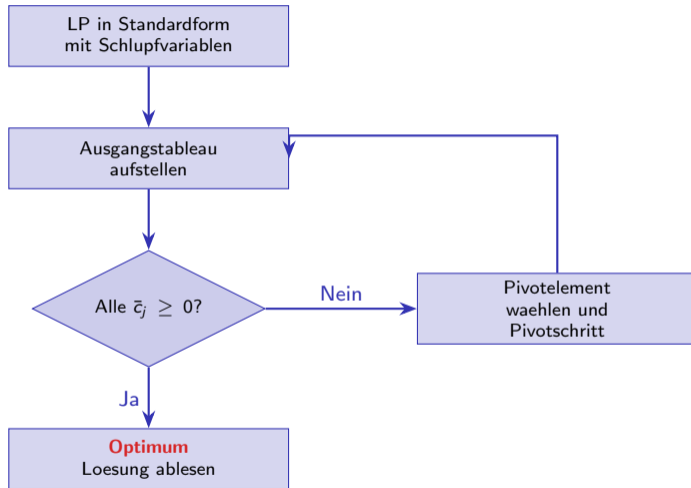 LP in Standardform
mit Schlupfvariablen
Ausgangstableau
aufstellen
Alle c̄ⱼ ≥ 0?
Nein
Pivotelement
waehlen und
Pivotschritt
Ja
Optimum
Loesung ablesen